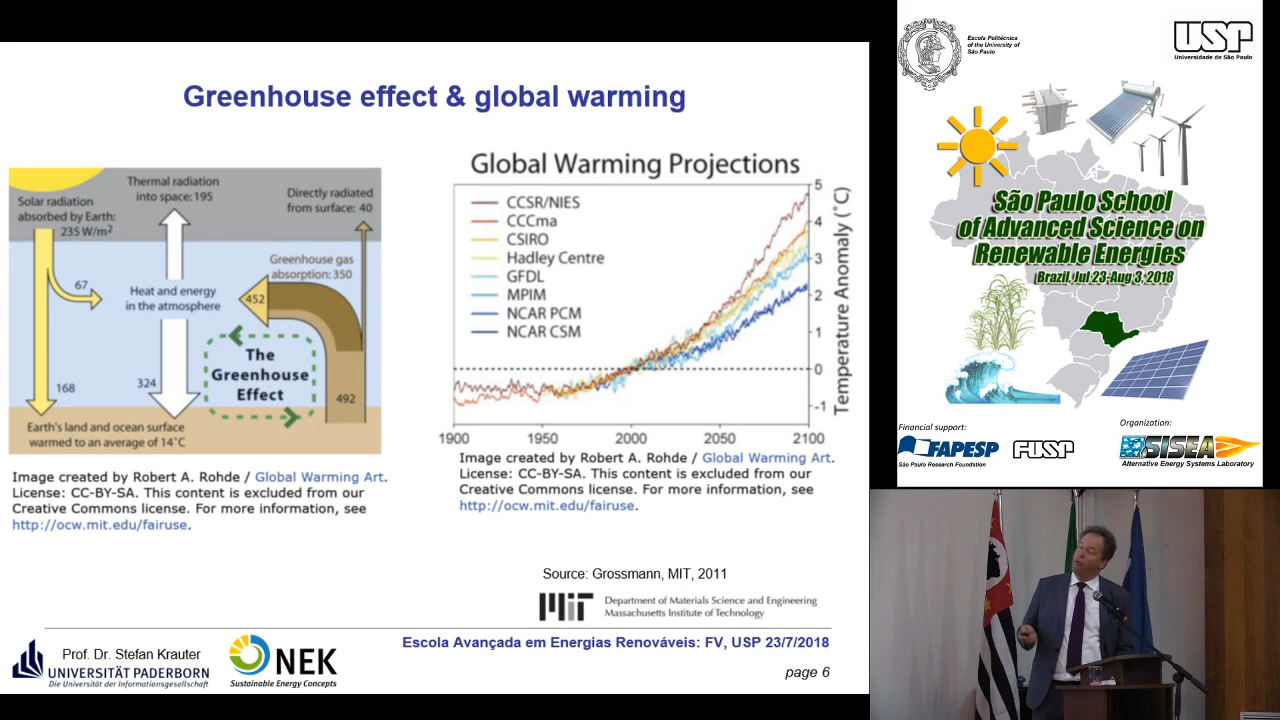 Greenhouse effect & global warming
Solar radiation
absorbed by Earth:
235 W/m²
Thermal radiation
into space: 195
Directly radiated
from surface: 40
67
Heat and energy
in the atmosphere
Greenhouse gas
absorption: 350
452
The
Greenhouse
Effect
168
324
492
Earth's land and ocean surface
warmed to an average of 14°C
Image created by Robert A. Rohde / Global Warming Art.
License: CC-BY-SA. This content is excluded from our
Creative Commons license. For more information, see
http://ocw.mit.edu/fairuse.
Global Warming Projections
CCSR/NIES
CCCma
CSIRO
Hadley Centre
GFDL
MPIM
NCAR PCM
NCAR CSM
5
4
3
2
1
0
-1
Temperature Anomaly (°C)
1900 1950 2000 2050 2100
Image created by Robert A. Rohde / Global Warming Art.
License: CC-BY-SA. This content is excluded from our
Creative Commons license. For more information, see
http://ocw.mit.edu/fairuse.
Source: Grossmann, MIT, 2011
MIT
Department of Materials Science and Engineering
Massachusetts Institute of Technology
Prof. Dr. Stefan Krauter
UNIVERSITÄT PADERBORN
Die Universität der Informationsgesellschaft
NEK
Sustainable Energy Concepts
Escola Avançada em Energias Renováveis: FV, USP 23/7/2018
page 6
Escola Politécnica
of the University of
São Paulo
USP
Universidade de São Paulo
São Paulo School
of Advanced Science on
Renewable Energies
Brazil, Jul 23-Aug 3, 2018
Financial support:
FAPESP
São Paulo Research Foundation
FUSP
Organization:
SISEA
Alternative Energy Systems Laboratory